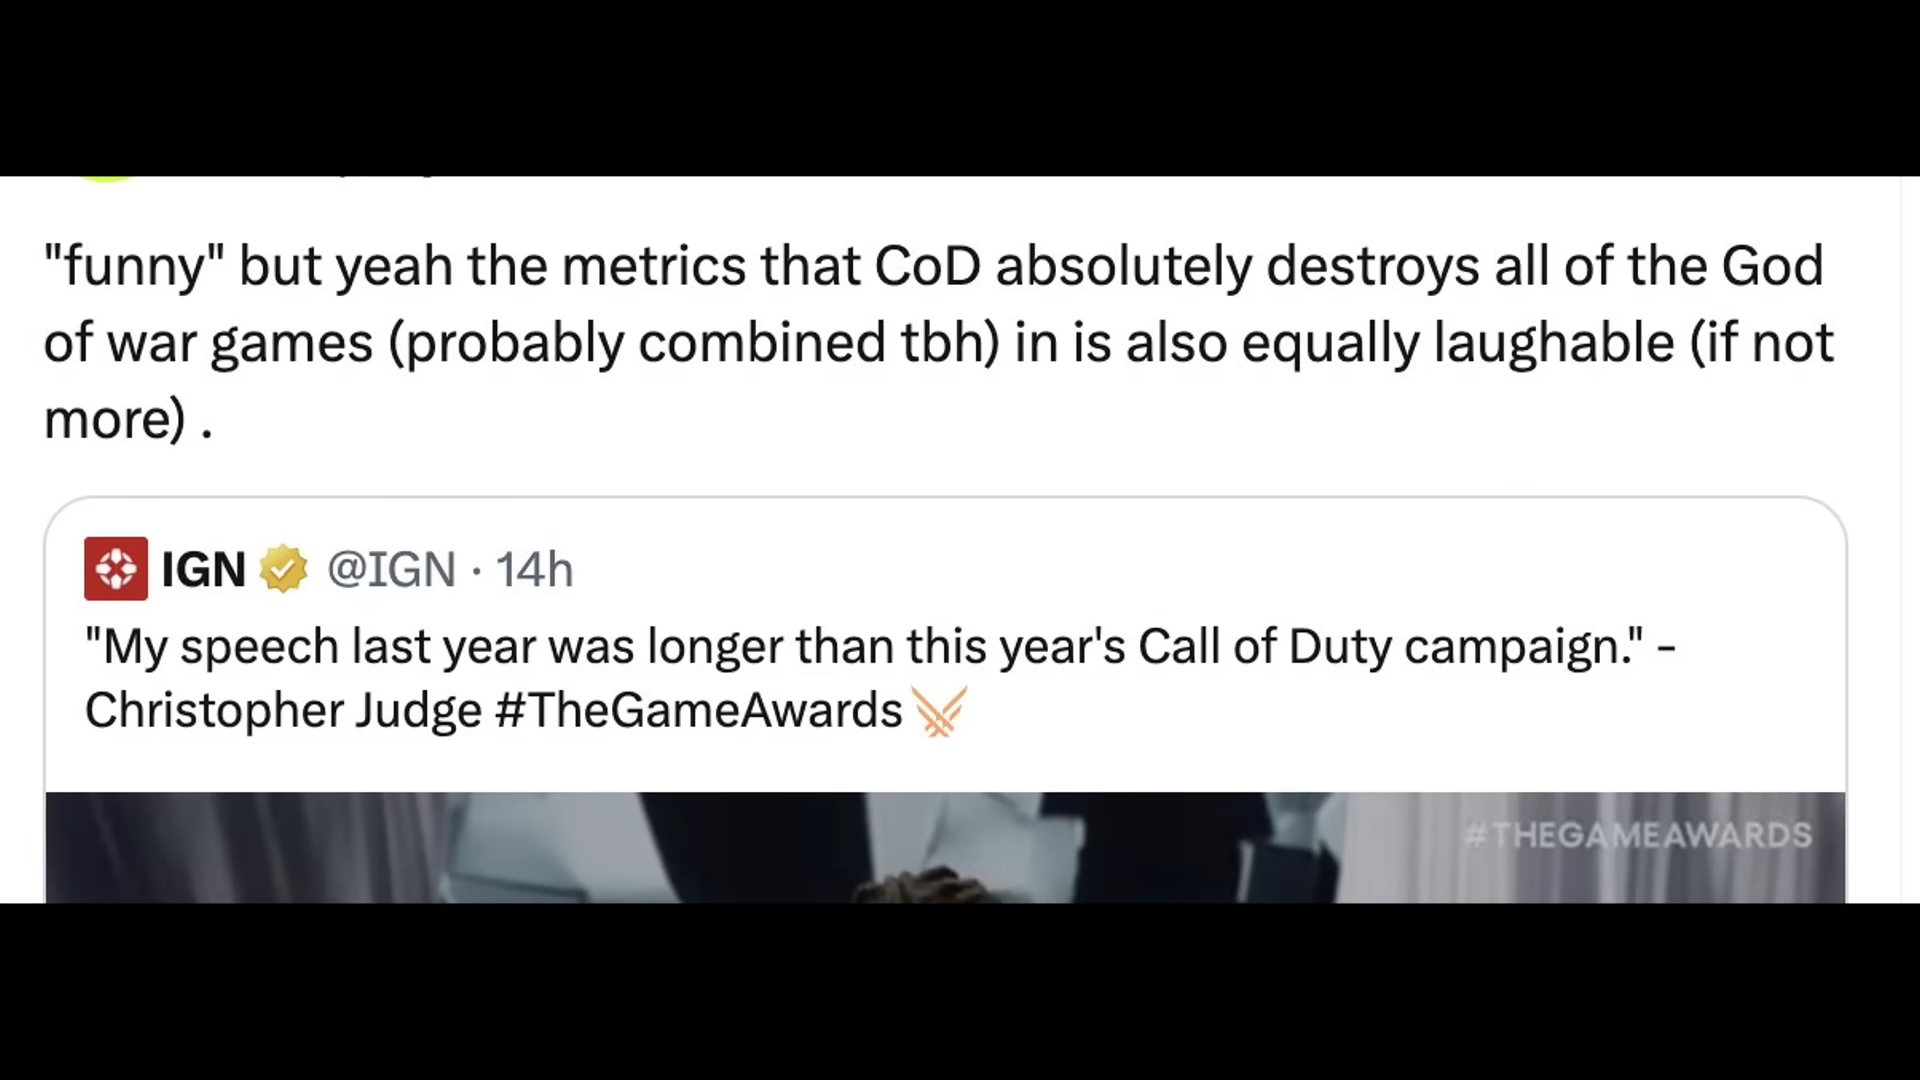 "funny" but yeah the metrics that CoD absolutely destroys all of the God
of war games (probably combined tbh) in is also equally laughable (if not
more) .
IGN @IGN · 14h
"My speech last year was longer than this year's Call of Duty campaign." -
Christopher Judge #TheGameAwards
#THEGAMEAWARDS